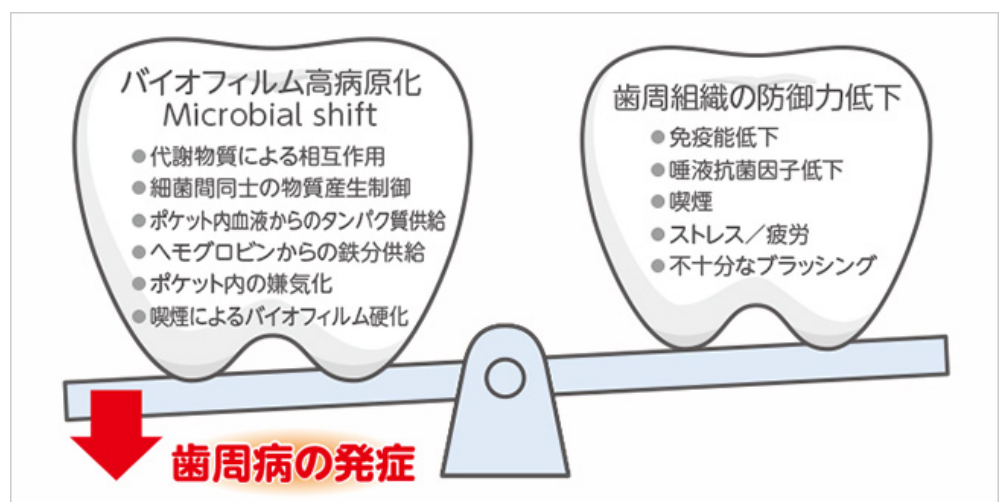 バイオフィルム高病原化
Microbial shift
●代謝物質による相互作用
●細菌間同士の物質産生制御
●ポケット内血液からのタンパク質供給
●ヘモグロビンからの鉄分供給
●ポケット内の嫌気化
●喫煙によるバイオフィルム硬化
歯周組織の防御力低下
●免疫能低下
●唾液抗菌因子低下
●喫煙
●ストレス／疲労
●不十分なブラッシング
歯周病の発症